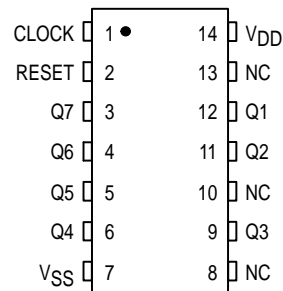 CLOCK 1 14 VDD
RESET 2 13 NC
Q7 3 12 Q1
Q6 4 11 Q2
Q5 5 10 NC
Q4 6 9 Q3
VSS 7 8 NC